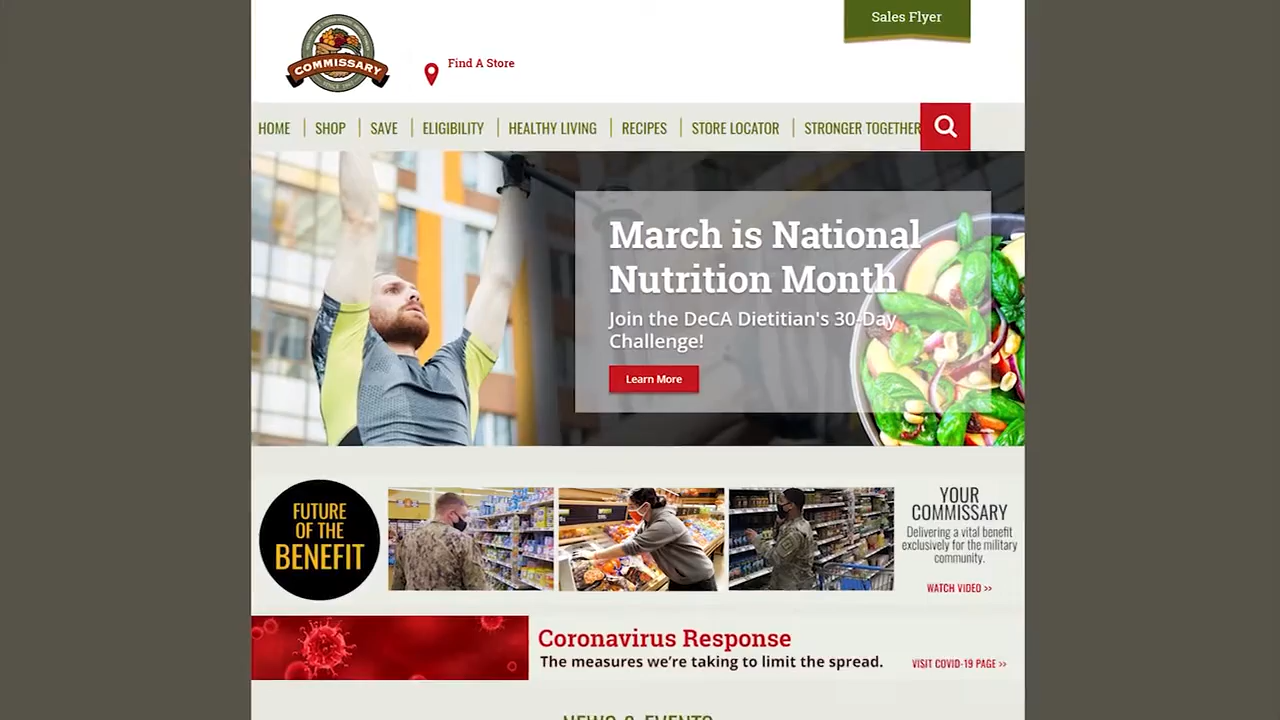 Sales Flyer
COMMISSARY
Find A Store
HOME
SHOP
SAVE
ELIGIBILITY
HEALTHY LIVING
RECIPES
STORE LOCATOR
STRONGER TOGETHER
March is National
Nutrition Month
Join the DeCA Dietitian's 30-Day
Challenge!
Learn More
FUTURE
OF THE
BENEFIT
YOUR
COMMISSARY
Delivering a vital benefit
exclusively for the military
community.
WATCH VIDEO >>
Coronavirus Response
The measures we're taking to limit the spread.
VISIT COVID-19 PAGE >>
NEWS & EVENTS